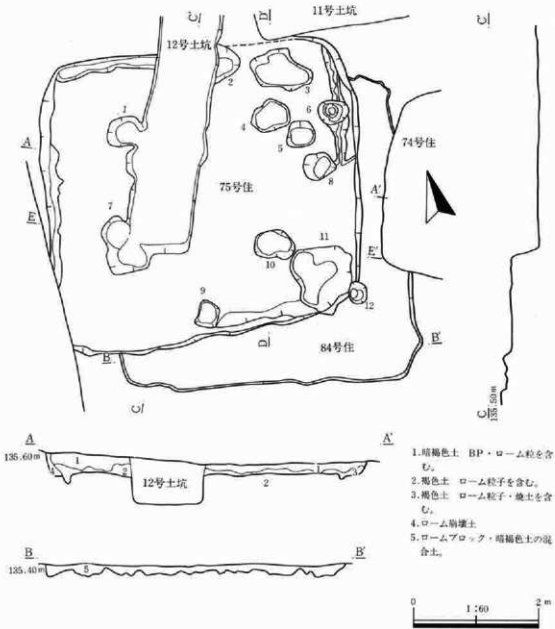 C′
D′
11号土坑
C′
12号土坑
2
3
1
4
6
5
74号住
A
8
A′
75号住
E
7
11
E′
10
9
12
D
84号住
B′
B
C
C
135.50m
A
A′
135.60m
1
12号土坑
2
B
B′
135.40m
5
1.暗褐色土 BP・ローム粒を含
む。
2.褐色土 ローム粒子を含む。
3.褐色土 ローム粒子・焼土を含
む。
4.ローム崩壊土
5.ロームブロック・暗褐色土の混
合土。
0
1:60
2 m